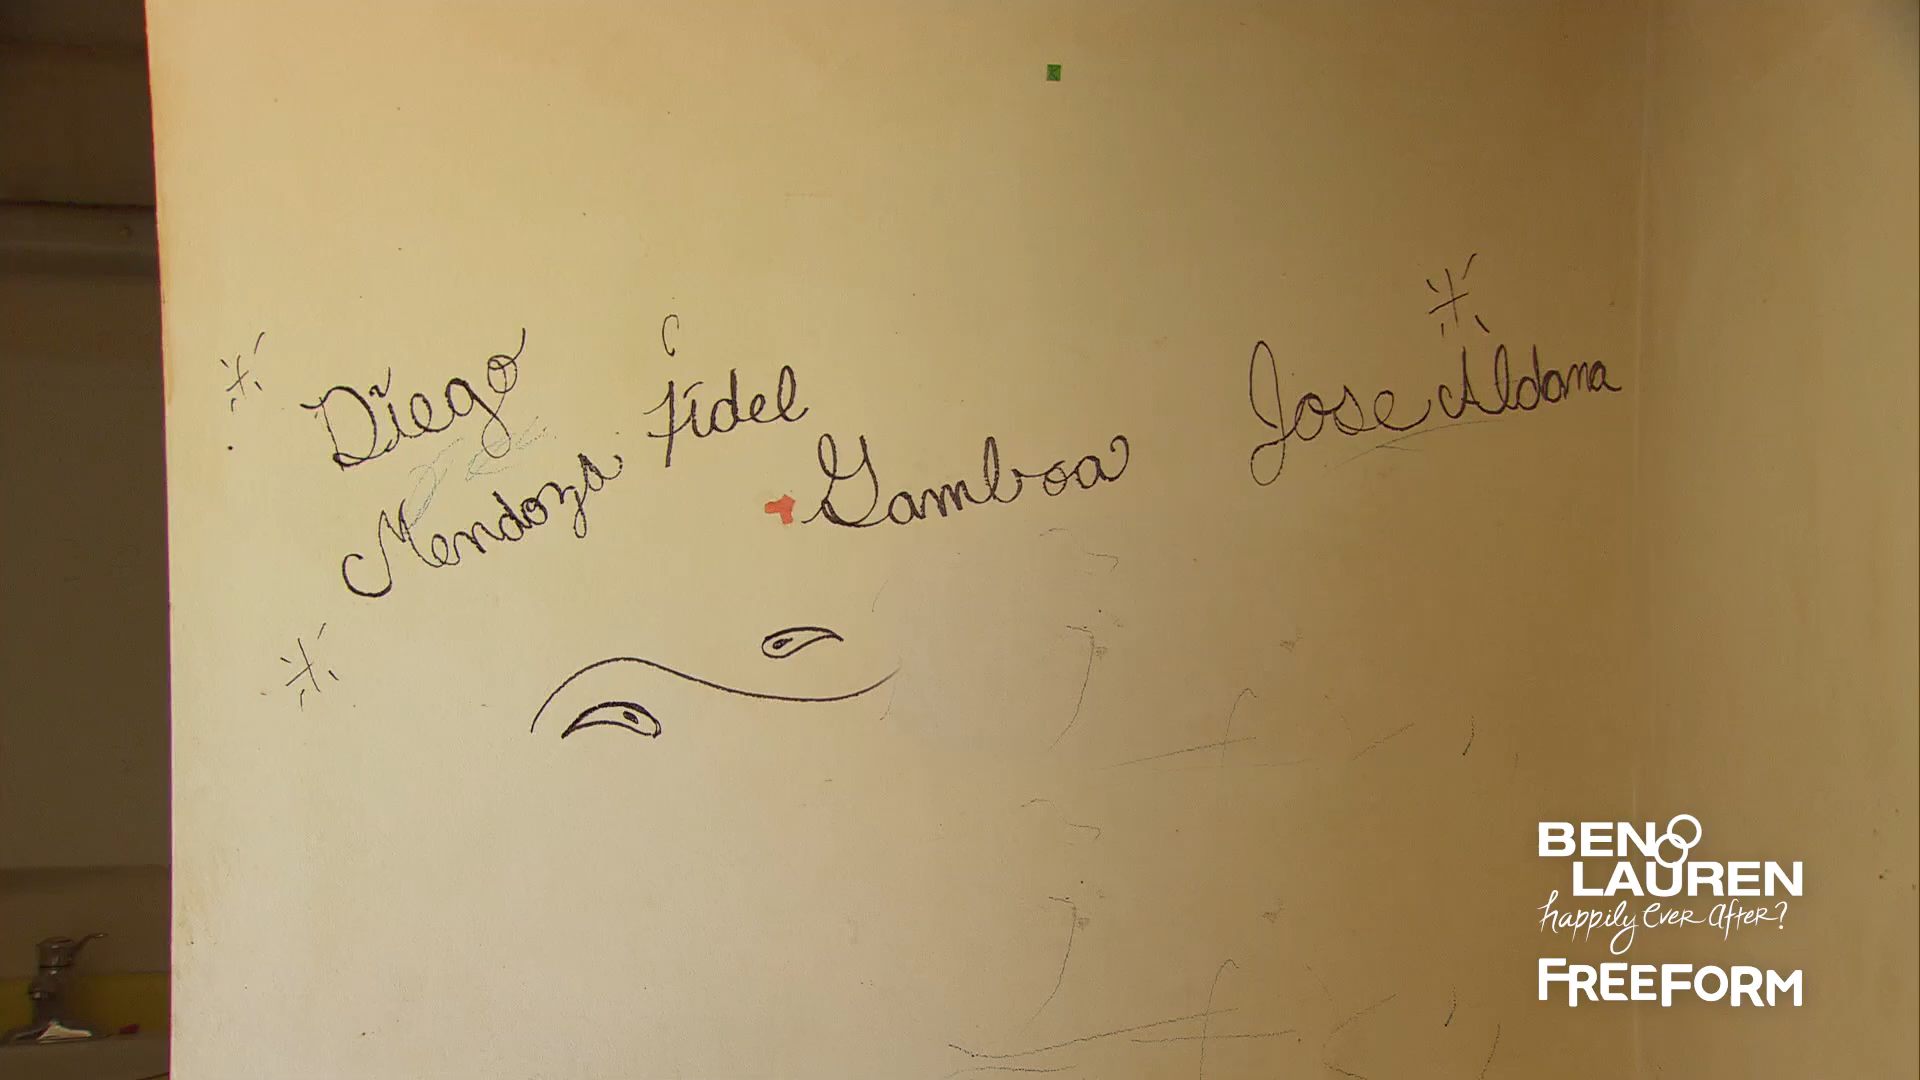 Diego
Mendoza
Fidel
Gamboa
Jose Aldana
BEN
LAUREN
happily ever after?
FREEFORM